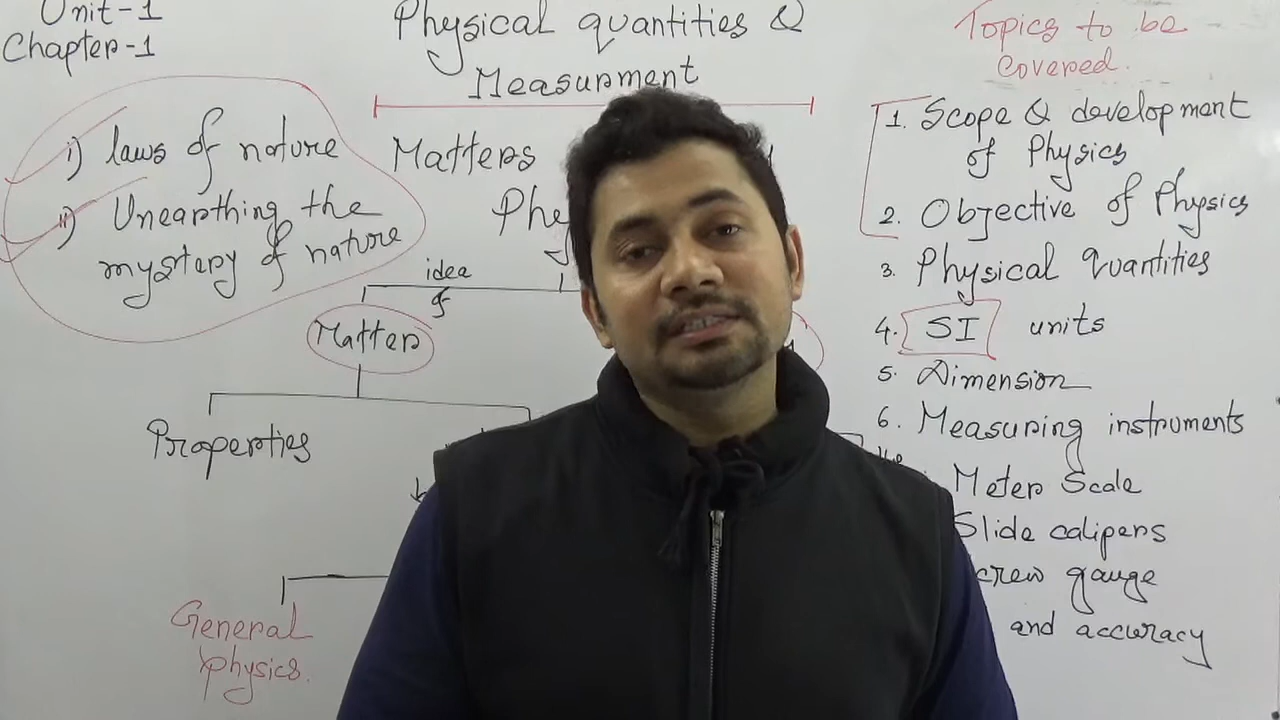 Unit-1
Chapter-1
Physical quantities &
Measurment
i) laws of nature
ii) Unearthing the
mystery of nature
Matters
idea
of
Matter
Properties
General
physics.
Topics to be
Covered.
1. Scope & development
of Physics
2. Objective of Physics
3. Physical quantities
4. SI units
5. Dimension
6. Measuring instruments
Meter Scale
Slide calipers
gauge
and accuracy